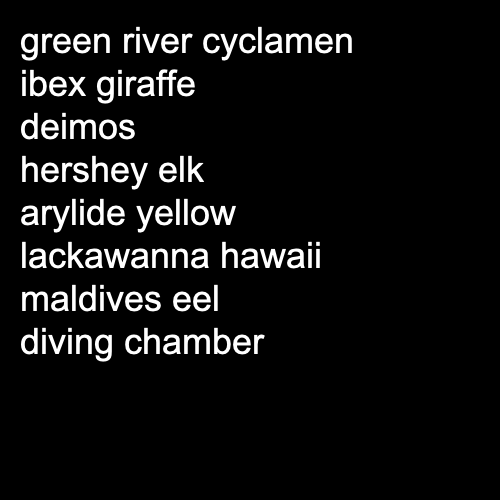 green river cyclamen
ibex giraffe
deimos
hershey elk
arylide yellow
lackawanna hawaii
maldives eel
diving chamber